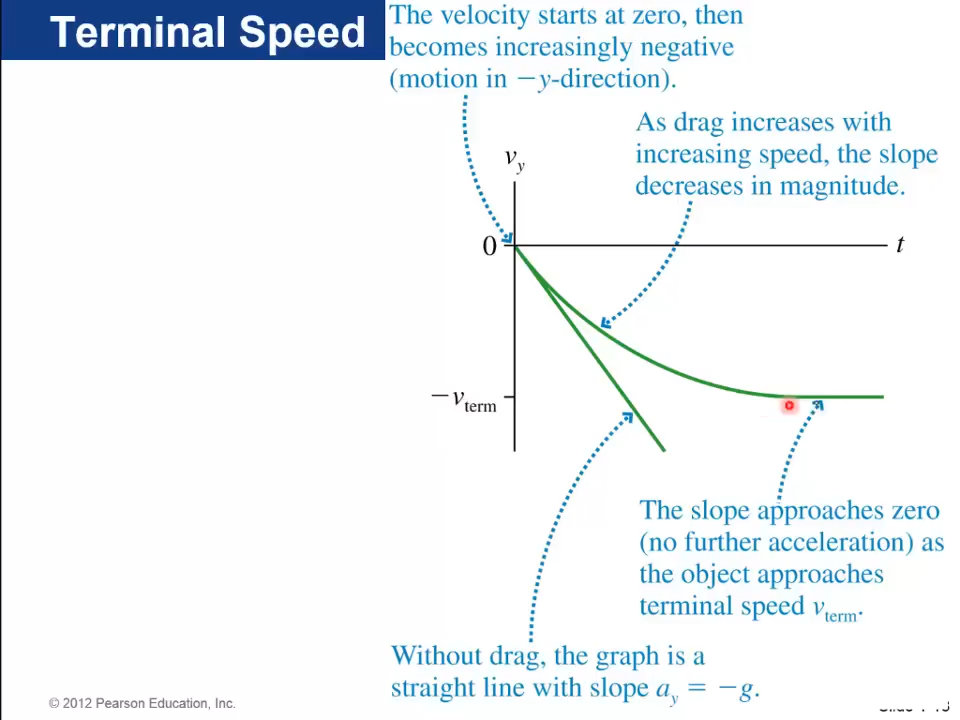 Terminal Speed
The velocity starts at zero, then
becomes increasingly negative
(motion in −y-direction).
As drag increases with
increasing speed, the slope
decreases in magnitude.
v_y
0
t
−v_term
The slope approaches zero
(no further acceleration) as
the object approaches
terminal speed v_term.
Without drag, the graph is a
straight line with slope a_y = −g.
© 2012 Pearson Education, Inc.